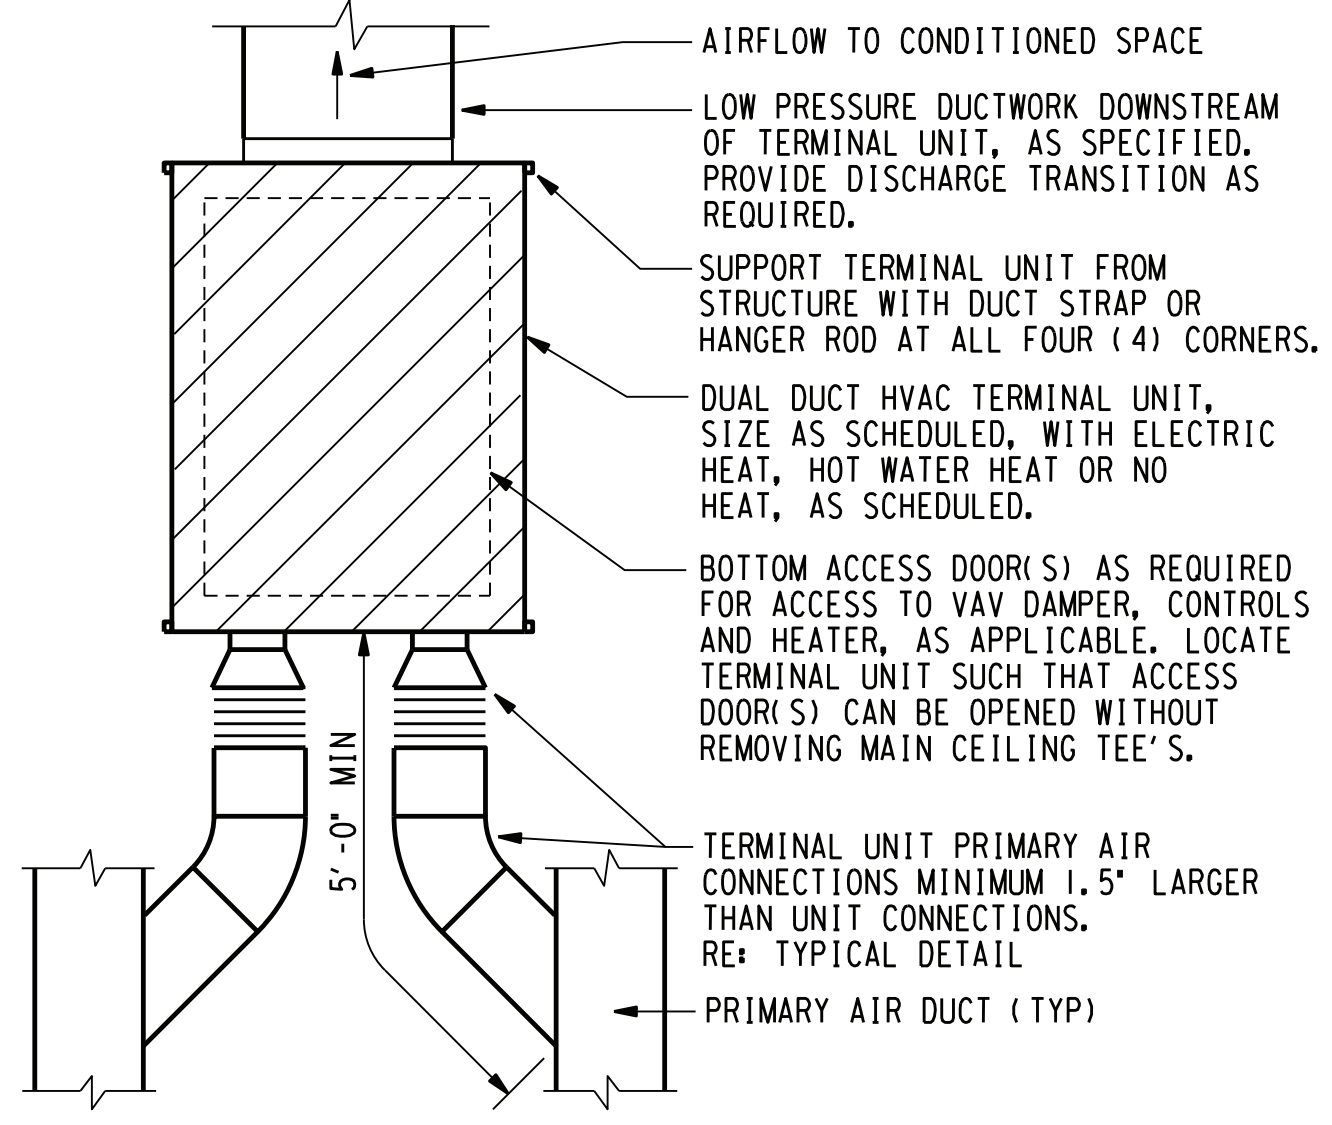 AIRFLOW TO CONDITIONED SPACE
LOW PRESSURE DUCTWORK DOWNSTREAM
OF TERMINAL UNIT, AS SPECIFIED.
PROVIDE DISCHARGE TRANSITION AS
REQUIRED.
SUPPORT TERMINAL UNIT FROM
STRUCTURE WITH DUCT STRAP OR
HANGER ROD AT ALL FOUR (4) CORNERS.
DUAL DUCT HVAC TERMINAL UNIT,
SIZE AS SCHEDULED, WITH ELECTRIC
HEAT, HOT WATER HEAT OR NO
HEAT, AS SCHEDULED.
BOTTOM ACCESS DOOR(S) AS REQUIRED
FOR ACCESS TO VAV DAMPER, CONTROLS
AND HEATER, AS APPLICABLE. LOCATE
TERMINAL UNIT SUCH THAT ACCESS
DOOR(S) CAN BE OPENED WITHOUT
REMOVING MAIN CEILING TEE'S.
5'-0" MIN
TERMINAL UNIT PRIMARY AIR
CONNECTIONS MINIMUM 1.5" LARGER
THAN UNIT CONNECTIONS.
RE: TYPICAL DETAIL
PRIMARY AIR DUCT (TYP)